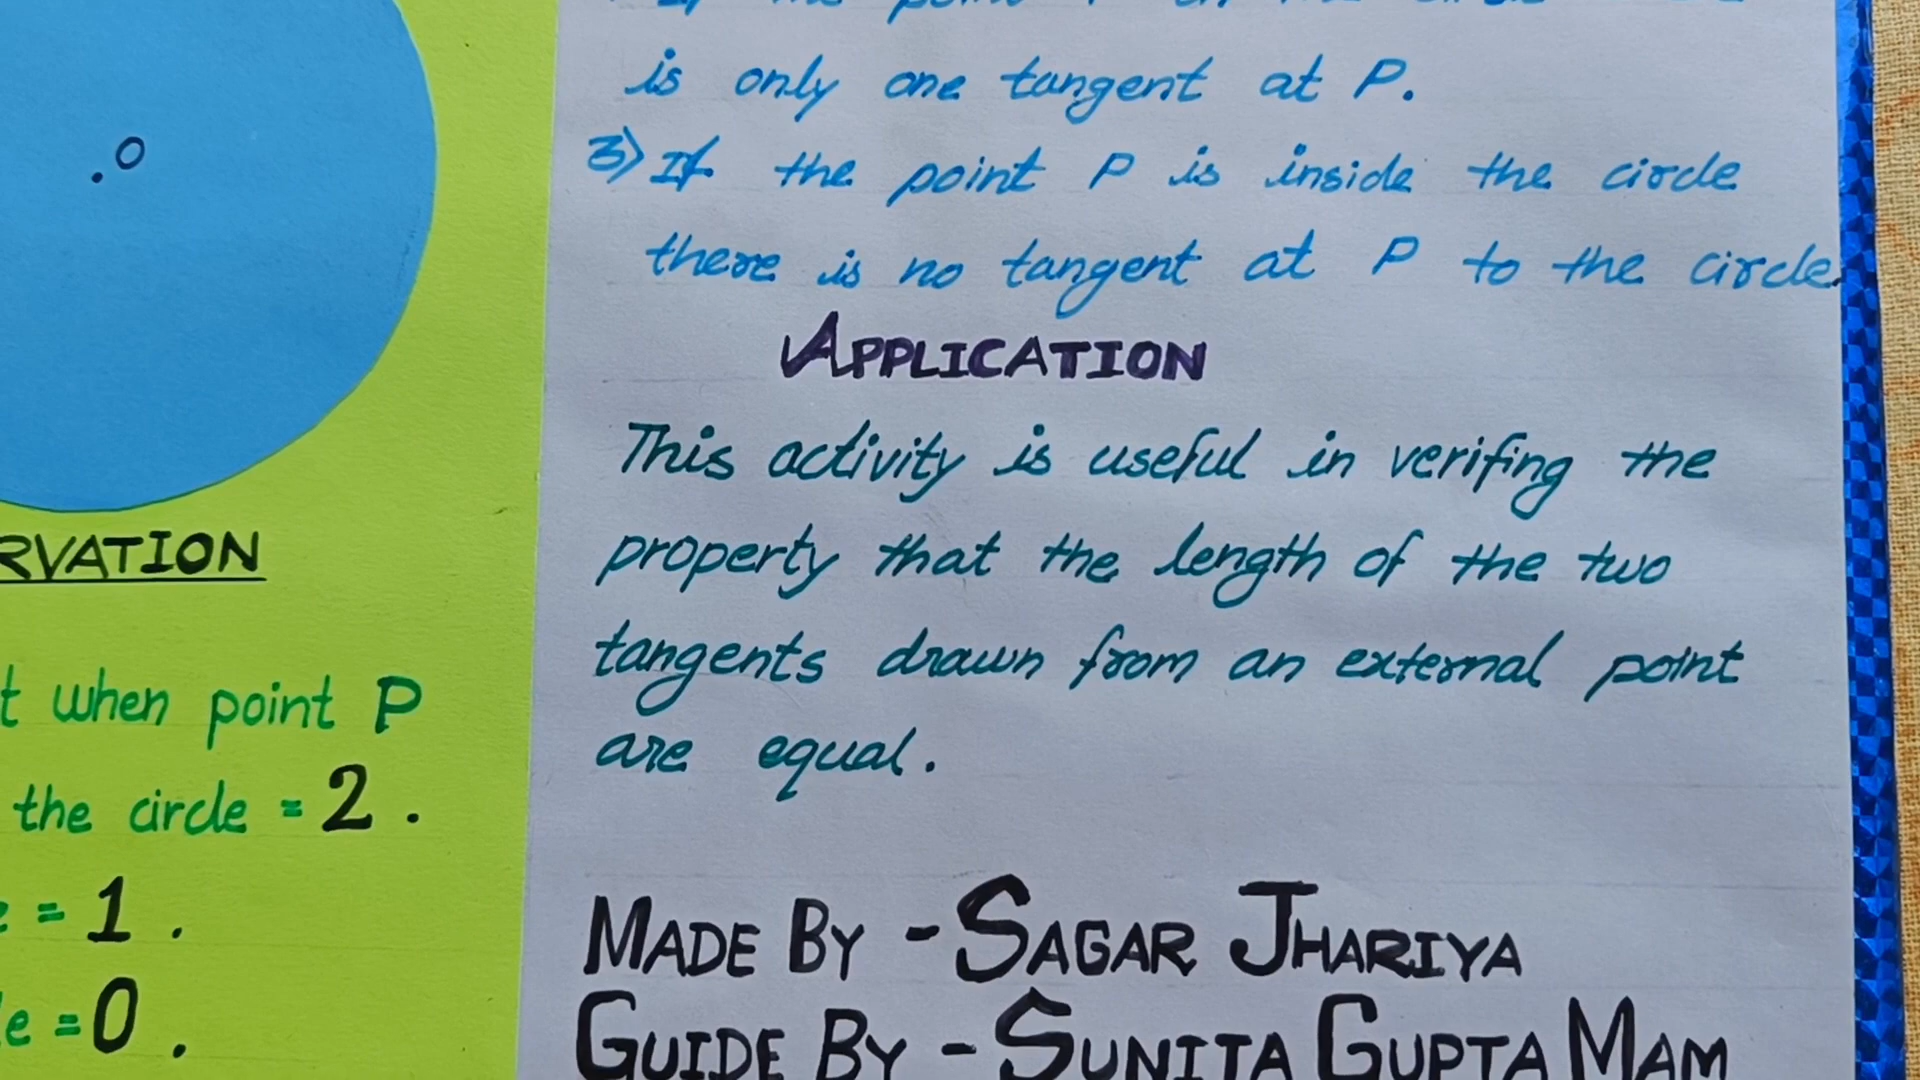 O
RVATION
t when point P
the circle = 2 .
= 1 .
e = 0 .
is only one tangent at P.
3) If the point P is inside the circle
there is no tangent at P to the circle.
APPLICATION
This activity is useful in verifing the
property that the length of the two
tangents drawn from an external point
are equal.
MADE BY - SAGAR JHARIYA
GUIDE BY - SUNITA GUPTA MAM